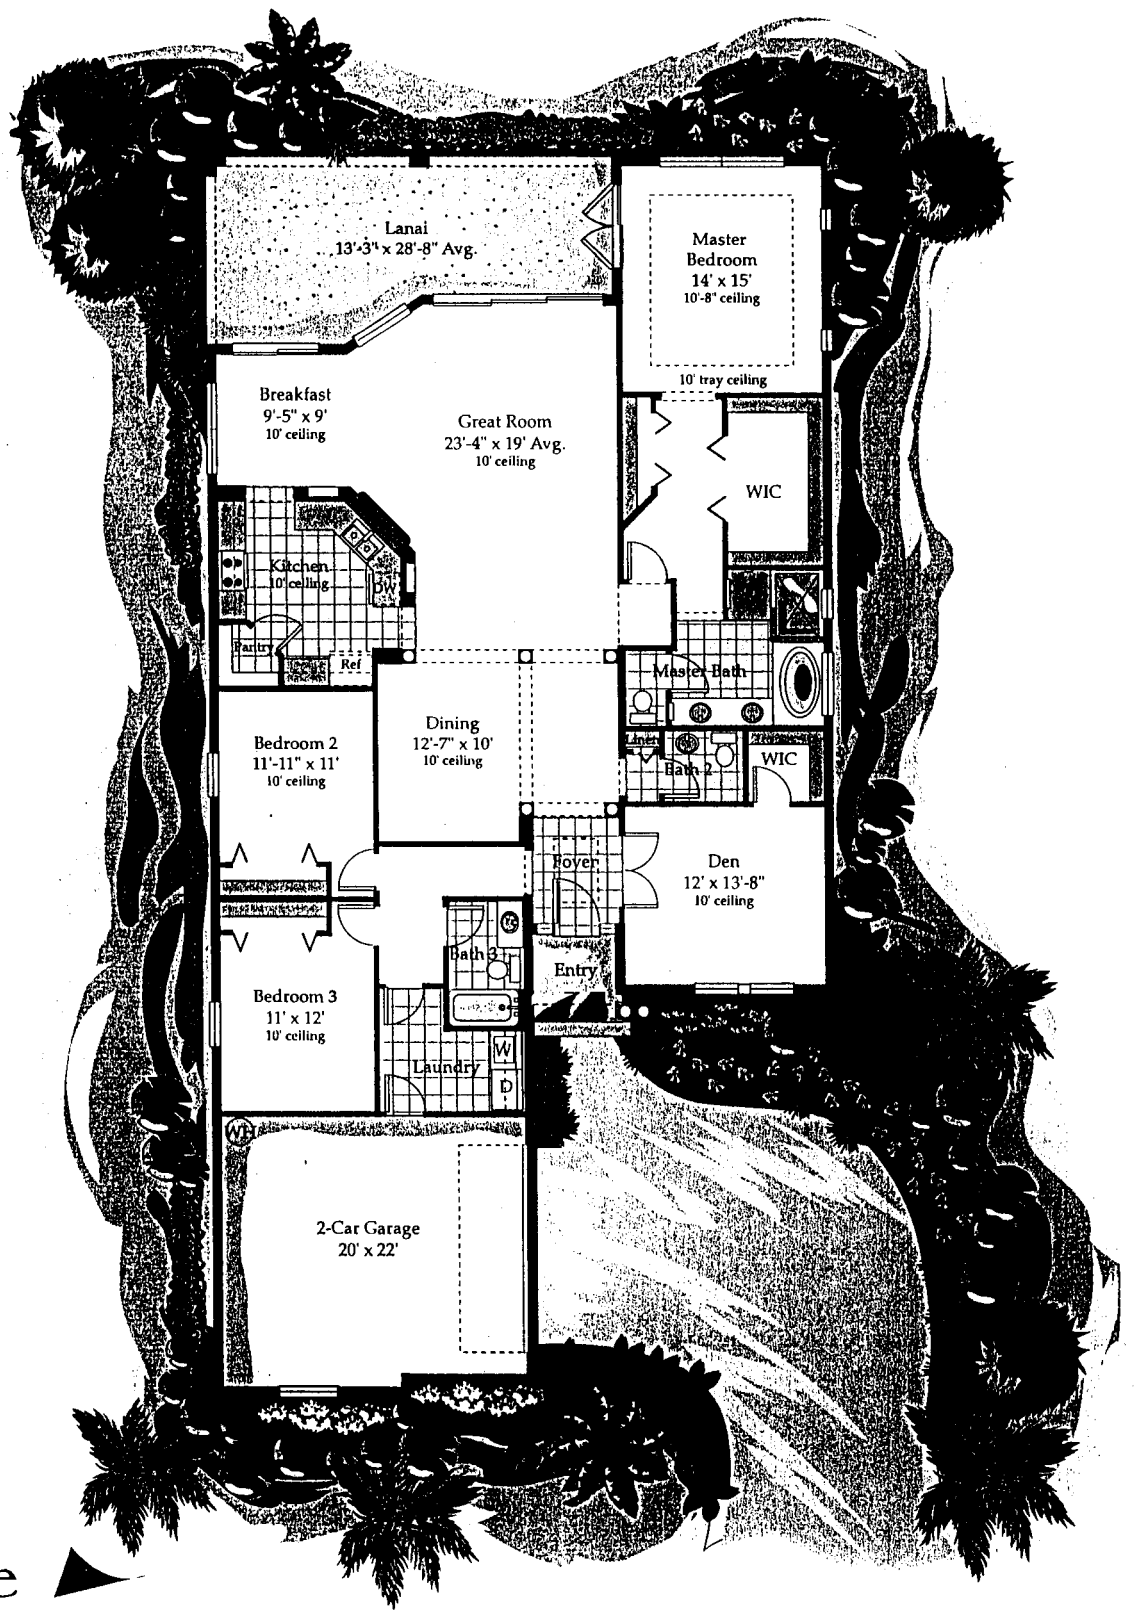 Lanai
13'-3" x 28'-8" Avg.
Master
Bedroom
14' x 15'
10'-8" ceiling
10' tray ceiling
Breakfast
9'-5" x 9'
10' ceiling
Great Room
23'-4" x 19' Avg.
10' ceiling
WIC
Kitchen
10' ceiling
DW
Pantry
Ref
Master Bath
Dining
12'-7" x 10'
10' ceiling
Bedroom 2
11'-11" x 11'
10' ceiling
Linen
Bath 2
WIC
Foyer
Den
12' x 13'-8"
10' ceiling
Bath 3
Entry
Bedroom 3
11' x 12'
10' ceiling
W
Laundry
D
WH
2-Car Garage
20' x 22'
e